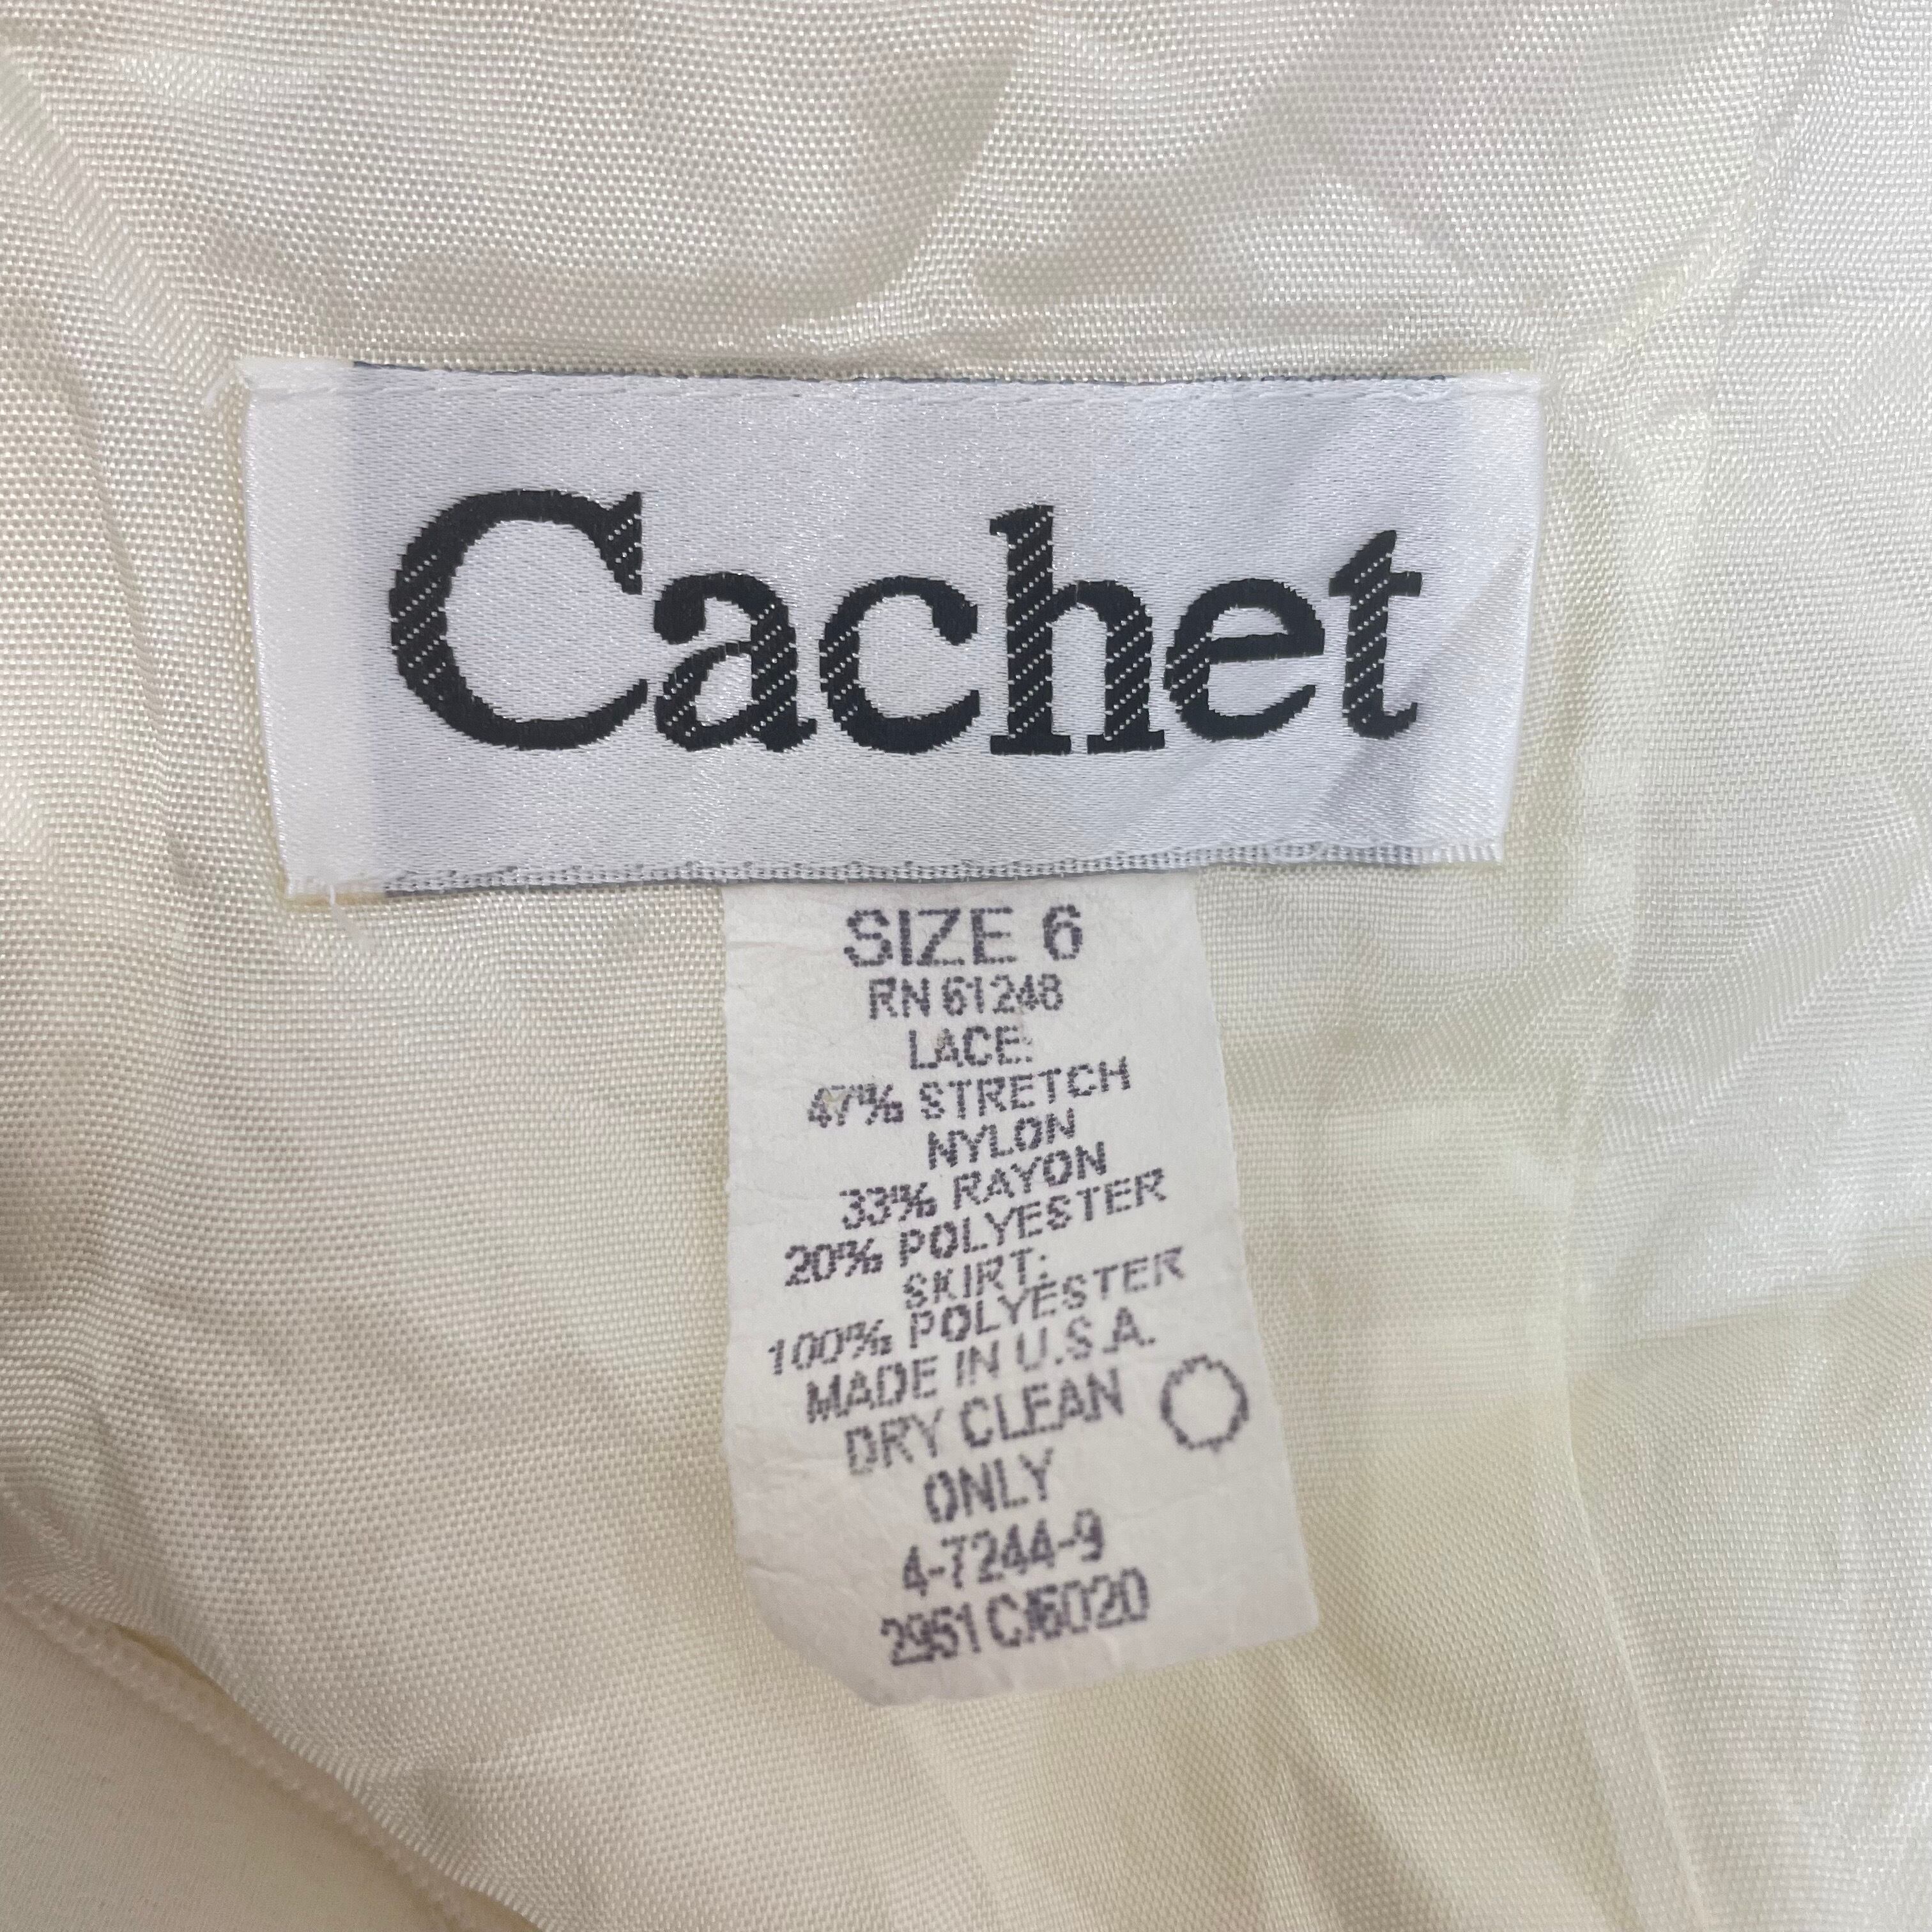 Cachet
SIZE 6
RN 61248
LACE:
47% STRETCH
NYLON
33% RAYON
20% POLYESTER
SKIRT:
100% POLYESTER
MADE IN U.S.A.
DRY CLEAN
ONLY
4-7244-9
2951C/6020